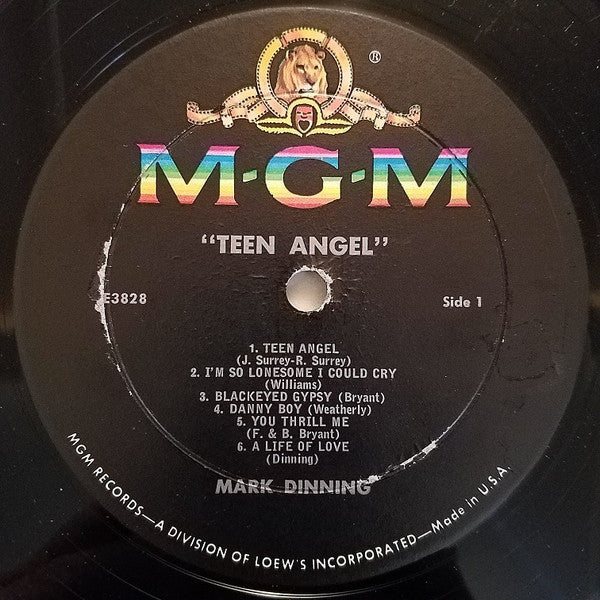 ®
M·G·M
"TEEN ANGEL"
E3828
Side 1
1. TEEN ANGEL
(J. Surrey-R. Surrey)
2. I'M SO LONESOME I COULD CRY
(Williams)
3. BLACKEYED GYPSY (Bryant)
4. DANNY BOY (Weatherly)
5. YOU THRILL ME
(F. & B. Bryant)
6. A LIFE OF LOVE
(Dinning)
MARK DINNING
MGM RECORDS—A DIVISION OF LOEW'S INCORPORATED—Made in U.S.A.